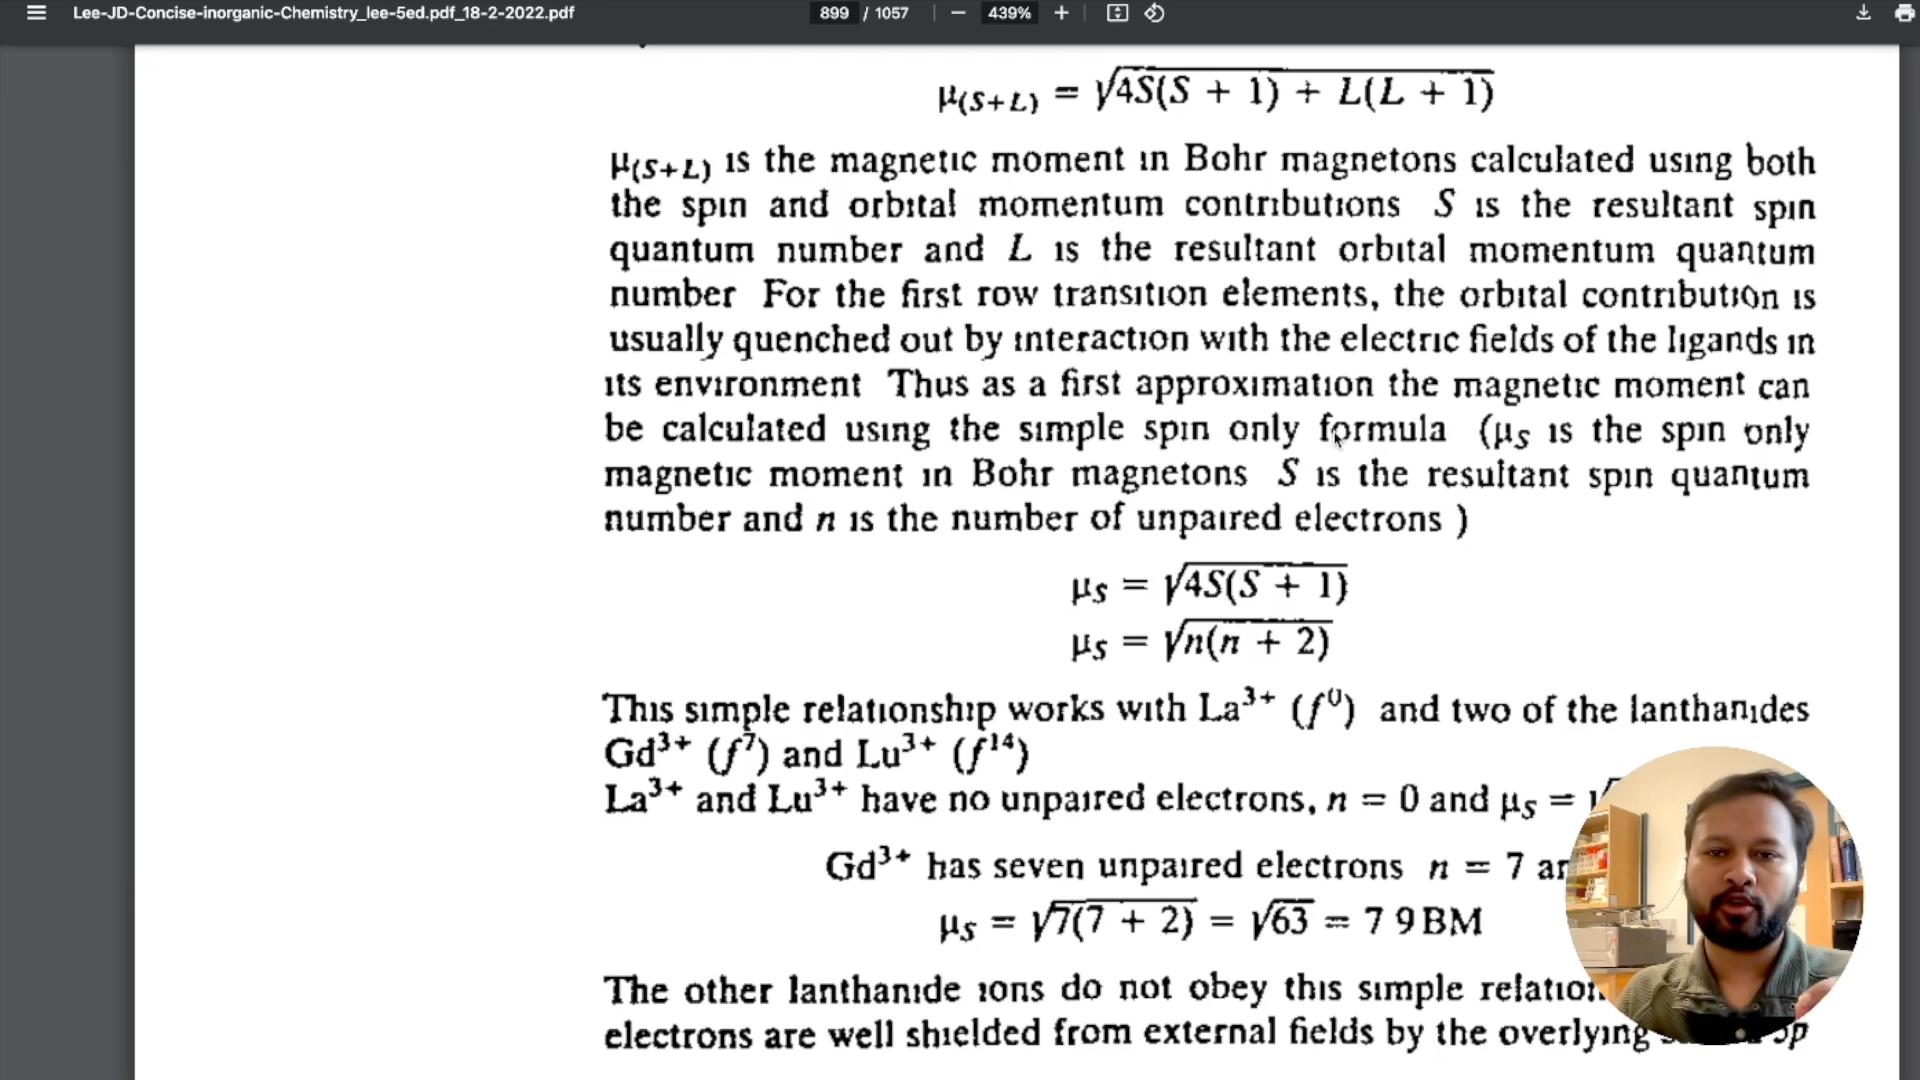 Lee-JD-Concise-inorganic-Chemistry_lee-5ed.pdf_18-2-2022.pdf
899 / 1057 | − 439% +
μ(S+L) = √4S(S + 1) + L(L + 1)
μ(S+L) is the magnetic moment in Bohr magnetons calculated using both
the spin and orbital momentum contributions S is the resultant spin
quantum number and L is the resultant orbital momentum quantum
number For the first row transition elements, the orbital contribution is
usually quenched out by interaction with the electric fields of the ligands in
its environment Thus as a first approximation the magnetic moment can
be calculated using the simple spin only formula (μS is the spin only
magnetic moment in Bohr magnetons S is the resultant spin quantum
number and n is the number of unpaired electrons )
μS = √4S(S + 1)
μS = √n(n + 2)
This simple relationship works with La³⁺ (f⁰) and two of the lanthanides
Gd³⁺ (f⁷) and Lu³⁺ (f¹⁴)
La³⁺ and Lu³⁺ have no unpaired electrons, n = 0 and μS = √
Gd³⁺ has seven unpaired electrons n = 7
μS = √7(7 + 2) = √63 = 7 9 BM
The other lanthanide ions do not obey this simple
electrons are well shielded from external fields by the overlying